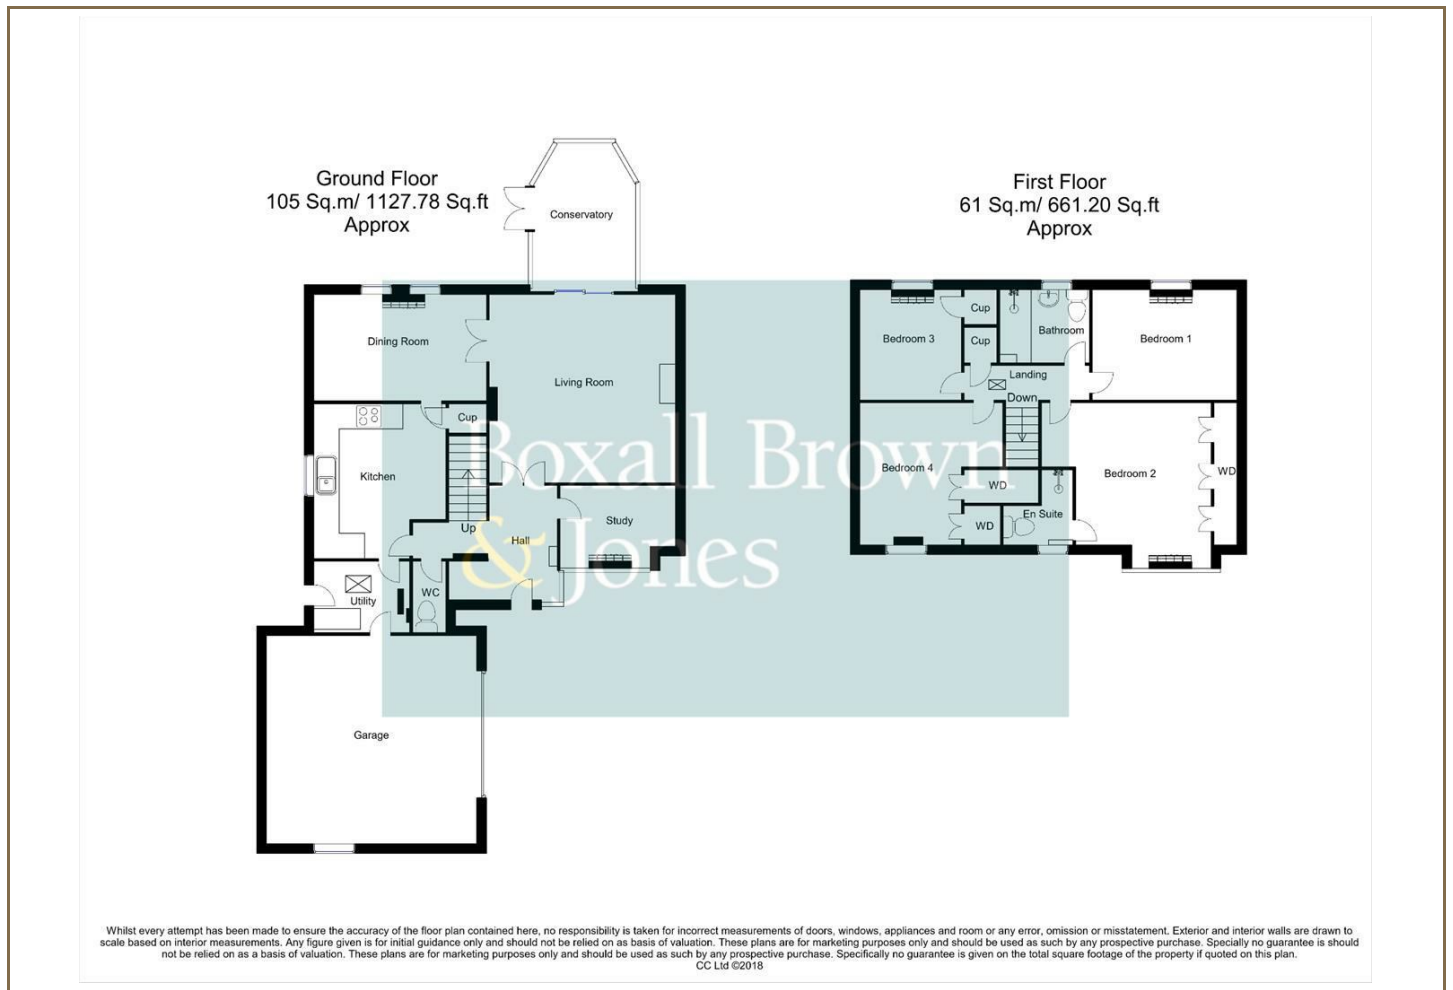 Ground Floor
105 Sq.m/ 1127.78 Sq.ft
Approx
First Floor
61 Sq.m/ 661.20 Sq.ft
Approx
Conservatory
Dining Room
Living Room
Cup
Kitchen
Up
Hall
Study
Utility
WC
Garage
Bedroom 3
Cup
Cup
Bathroom
Bedroom 1
Landing
Down
Bedroom 4
WD
WD
En Suite
Bedroom 2
WD
Boxall Brown
& Jones
Whilst every attempt has been made to ensure the accuracy of the floor plan contained here, no responsibility is taken for incorrect measurements of doors, windows, appliances and room or any error, omission or misstatement. Exterior and interior walls are drawn to
scale based on interior measurements. Any figure given is for initial guidance only and should not be relied on as basis of valuation. These plans are for marketing purposes only and should be used as such by any prospective purchase. Specially no guarantee is should
not be relied on as a basis of valuation. These plans are for marketing purposes only and should be used as such by any prospective purchase. Specifically no guarantee is given on the total square footage of the property if quoted on this plan.
CC Ltd ©2018